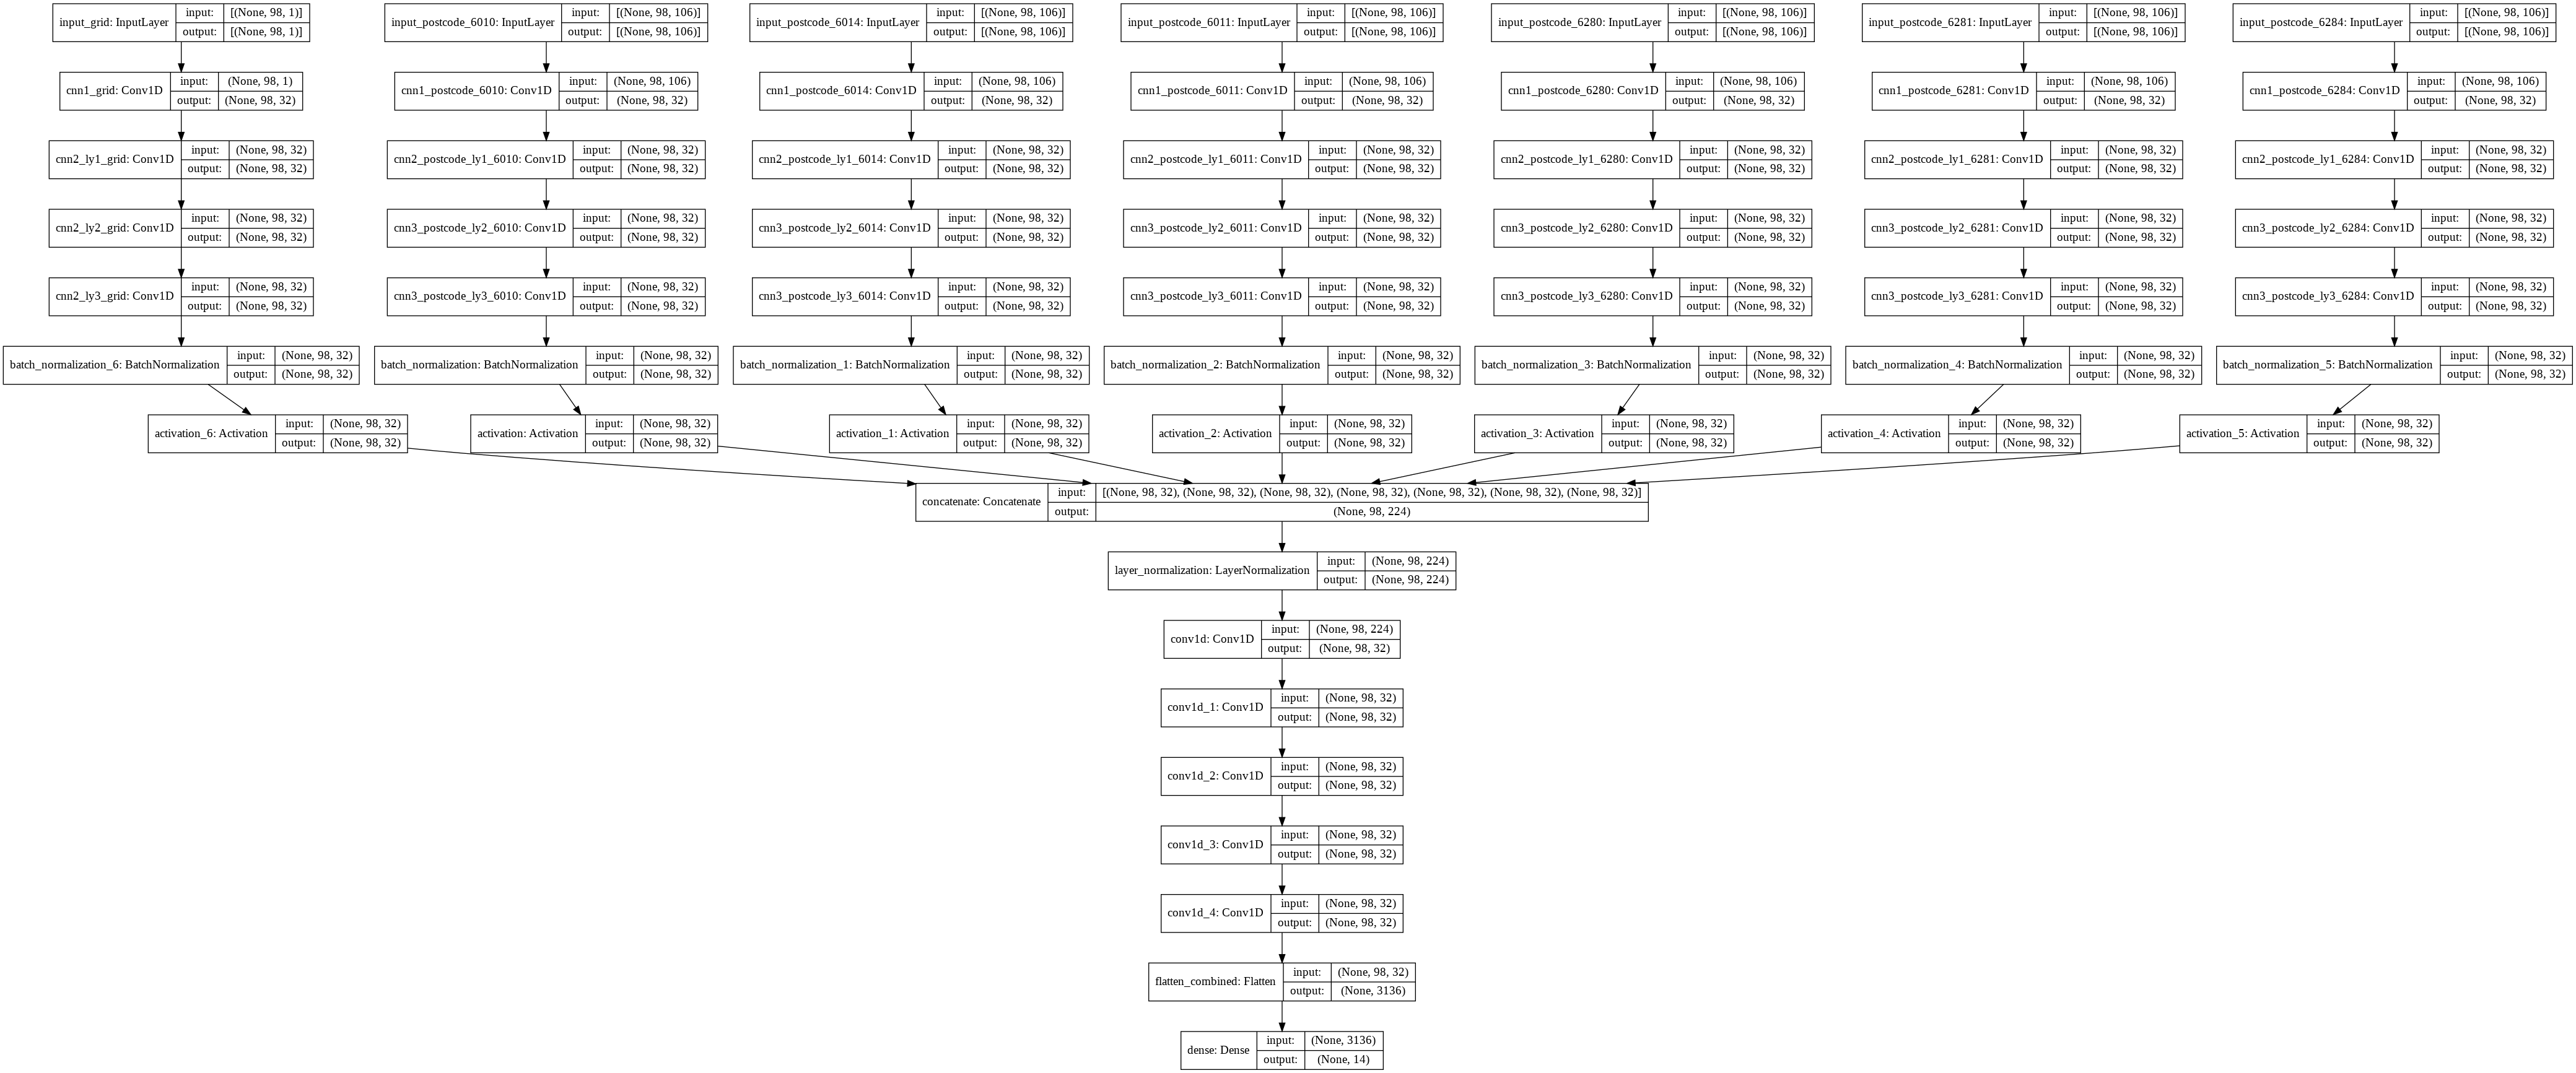 input_grid: InputLayer input: [(None, 98, 1)] output: [(None, 98, 1)]
input_postcode_6010: InputLayer input: [(None, 98, 106)] output: [(None, 98, 106)]
input_postcode_6014: InputLayer input: [(None, 98, 106)] output: [(None, 98, 106)]
input_postcode_6011: InputLayer input: [(None, 98, 106)] output: [(None, 98, 106)]
input_postcode_6280: InputLayer input: [(None, 98, 106)] output: [(None, 98, 106)]
input_postcode_6281: InputLayer input: [(None, 98, 106)] output: [(None, 98, 106)]
input_postcode_6284: InputLayer input: [(None, 98, 106)] output: [(None, 98, 106)]
cnn1_grid: Conv1D input: (None, 98, 1) output: (None, 98, 32)
cnn1_postcode_6010: Conv1D input: (None, 98, 106) output: (None, 98, 32)
cnn1_postcode_6014: Conv1D input: (None, 98, 106) output: (None, 98, 32)
cnn1_postcode_6011: Conv1D input: (None, 98, 106) output: (None, 98, 32)
cnn1_postcode_6280: Conv1D input: (None, 98, 106) output: (None, 98, 32)
cnn1_postcode_6281: Conv1D input: (None, 98, 106) output: (None, 98, 32)
cnn1_postcode_6284: Conv1D input: (None, 98, 106) output: (None, 98, 32)
cnn2_ly1_grid: Conv1D input: (None, 98, 32) output: (None, 98, 32)
cnn2_postcode_ly1_6010: Conv1D input: (None, 98, 32) output: (None, 98, 32)
cnn2_postcode_ly1_6014: Conv1D input: (None, 98, 32) output: (None, 98, 32)
cnn2_postcode_ly1_6011: Conv1D input: (None, 98, 32) output: (None, 98, 32)
cnn2_postcode_ly1_6280: Conv1D input: (None, 98, 32) output: (None, 98, 32)
cnn2_postcode_ly1_6281: Conv1D input: (None, 98, 32) output: (None, 98, 32)
cnn2_postcode_ly1_6284: Conv1D input: (None, 98, 32) output: (None, 98, 32)
cnn2_ly2_grid: Conv1D input: (None, 98, 32) output: (None, 98, 32)
cnn3_postcode_ly2_6010: Conv1D input: (None, 98, 32) output: (None, 98, 32)
cnn3_postcode_ly2_6014: Conv1D input: (None, 98, 32) output: (None, 98, 32)
cnn3_postcode_ly2_6011: Conv1D input: (None, 98, 32) output: (None, 98, 32)
cnn3_postcode_ly2_6280: Conv1D input: (None, 98, 32) output: (None, 98, 32)
cnn3_postcode_ly2_6281: Conv1D input: (None, 98, 32) output: (None, 98, 32)
cnn3_postcode_ly2_6284: Conv1D input: (None, 98, 32) output: (None, 98, 32)
cnn2_ly3_grid: Conv1D input: (None, 98, 32) output: (None, 98, 32)
cnn3_postcode_ly3_6010: Conv1D input: (None, 98, 32) output: (None, 98, 32)
cnn3_postcode_ly3_6014: Conv1D input: (None, 98, 32) output: (None, 98, 32)
cnn3_postcode_ly3_6011: Conv1D input: (None, 98, 32) output: (None, 98, 32)
cnn3_postcode_ly3_6280: Conv1D input: (None, 98, 32) output: (None, 98, 32)
cnn3_postcode_ly3_6281: Conv1D input: (None, 98, 32) output: (None, 98, 32)
cnn3_postcode_ly3_6284: Conv1D input: (None, 98, 32) output: (None, 98, 32)
batch_normalization_6: BatchNormalization input: (None, 98, 32) output: (None, 98, 32)
batch_normalization: BatchNormalization input: (None, 98, 32) output: (None, 98, 32)
batch_normalization_1: BatchNormalization input: (None, 98, 32) output: (None, 98, 32)
batch_normalization_2: BatchNormalization input: (None, 98, 32) output: (None, 98, 32)
batch_normalization_3: BatchNormalization input: (None, 98, 32) output: (None, 98, 32)
batch_normalization_4: BatchNormalization input: (None, 98, 32) output: (None, 98, 32)
batch_normalization_5: BatchNormalization input: (None, 98, 32) output: (None, 98, 32)
activation_6: Activation input: (None, 98, 32) output: (None, 98, 32)
activation: Activation input: (None, 98, 32) output: (None, 98, 32)
activation_1: Activation input: (None, 98, 32) output: (None, 98, 32)
activation_2: Activation input: (None, 98, 32) output: (None, 98, 32)
activation_3: Activation input: (None, 98, 32) output: (None, 98, 32)
activation_4: Activation input: (None, 98, 32) output: (None, 98, 32)
activation_5: Activation input: (None, 98, 32) output: (None, 98, 32)
concatenate: Concatenate input: [(None, 98, 32), (None, 98, 32), (None, 98, 32), (None, 98, 32), (None, 98, 32), (None, 98, 32), (None, 98, 32)] output: (None, 98, 224)
layer_normalization: LayerNormalization input: (None, 98, 224) output: (None, 98, 224)
conv1d: Conv1D input: (None, 98, 224) output: (None, 98, 32)
conv1d_1: Conv1D input: (None, 98, 32) output: (None, 98, 32)
conv1d_2: Conv1D input: (None, 98, 32) output: (None, 98, 32)
conv1d_3: Conv1D input: (None, 98, 32) output: (None, 98, 32)
conv1d_4: Conv1D input: (None, 98, 32) output: (None, 98, 32)
flatten_combined: Flatten input: (None, 98, 32) output: (None, 3136)
dense: Dense input: (None, 3136) output: (None, 14)